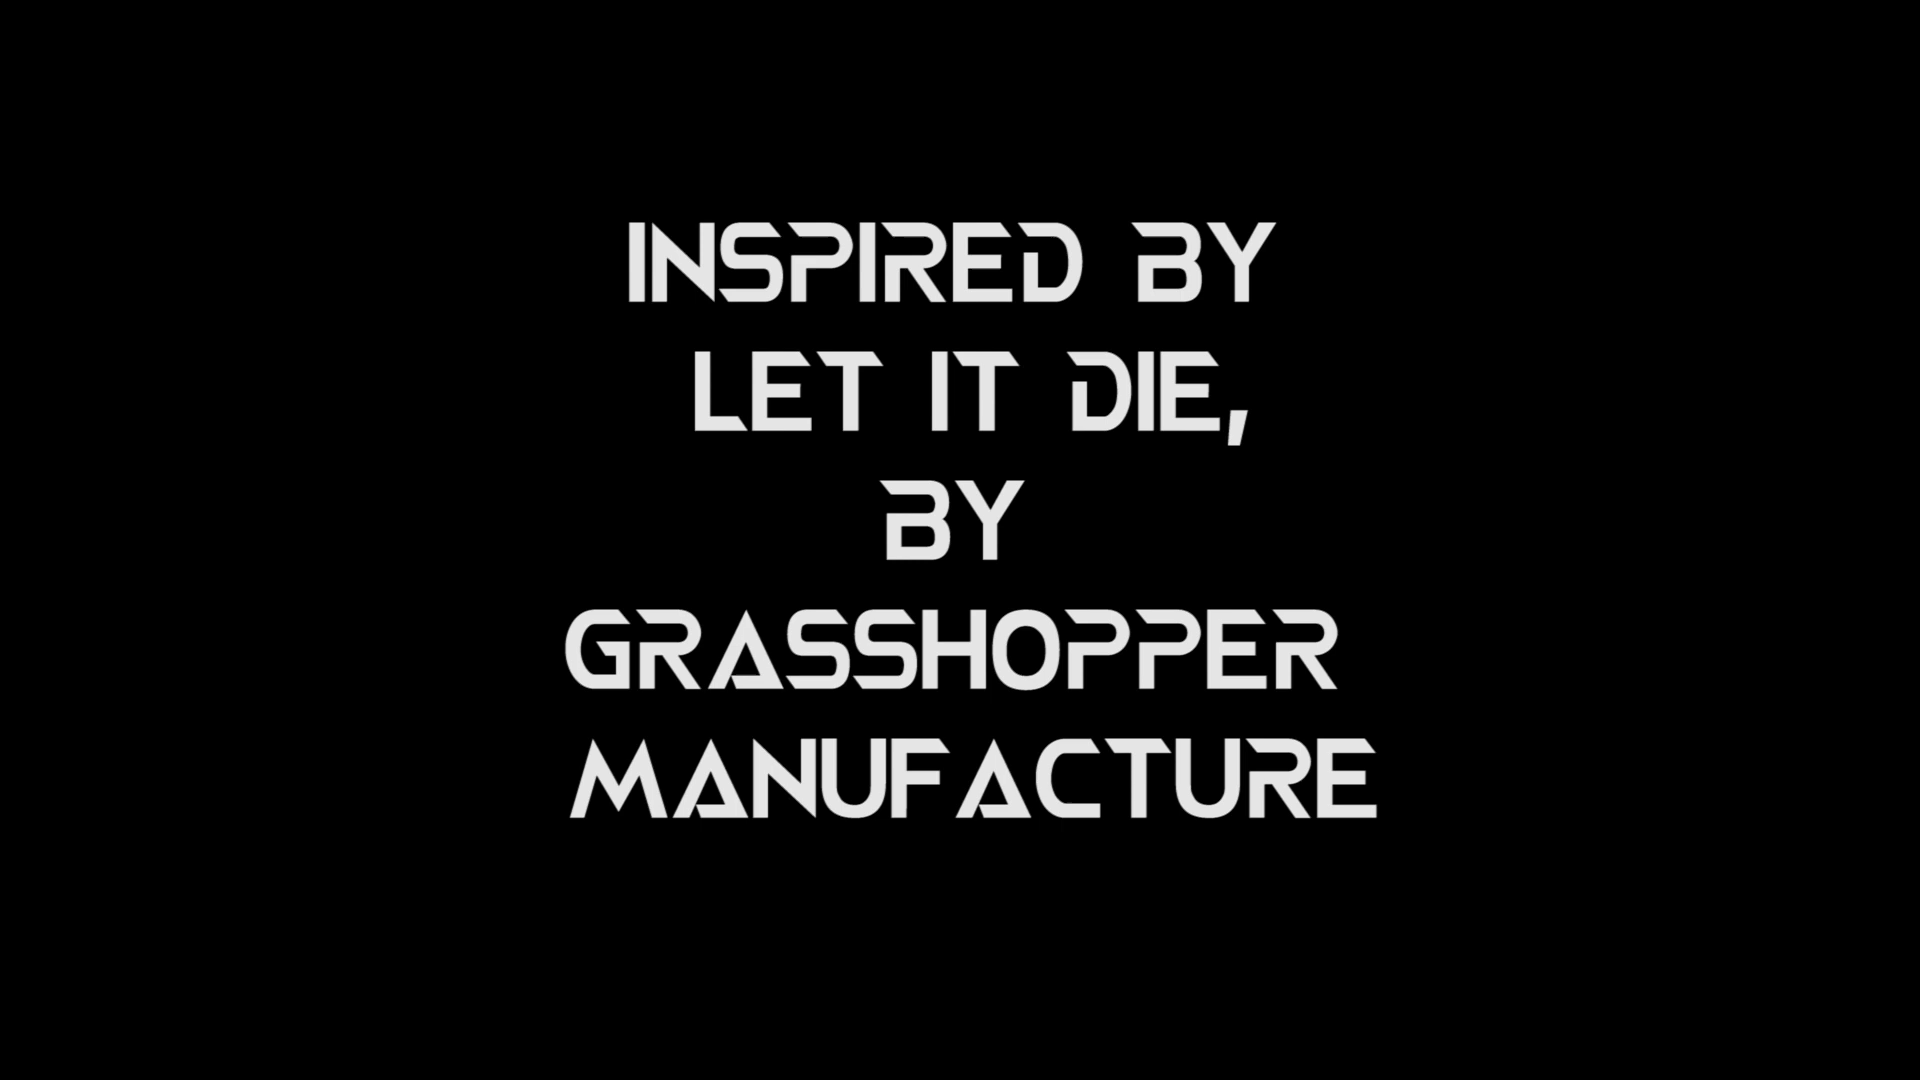 INSPIRED BY
LET IT DIE,
BY
GRASSHOPPER
MANUFACTURE